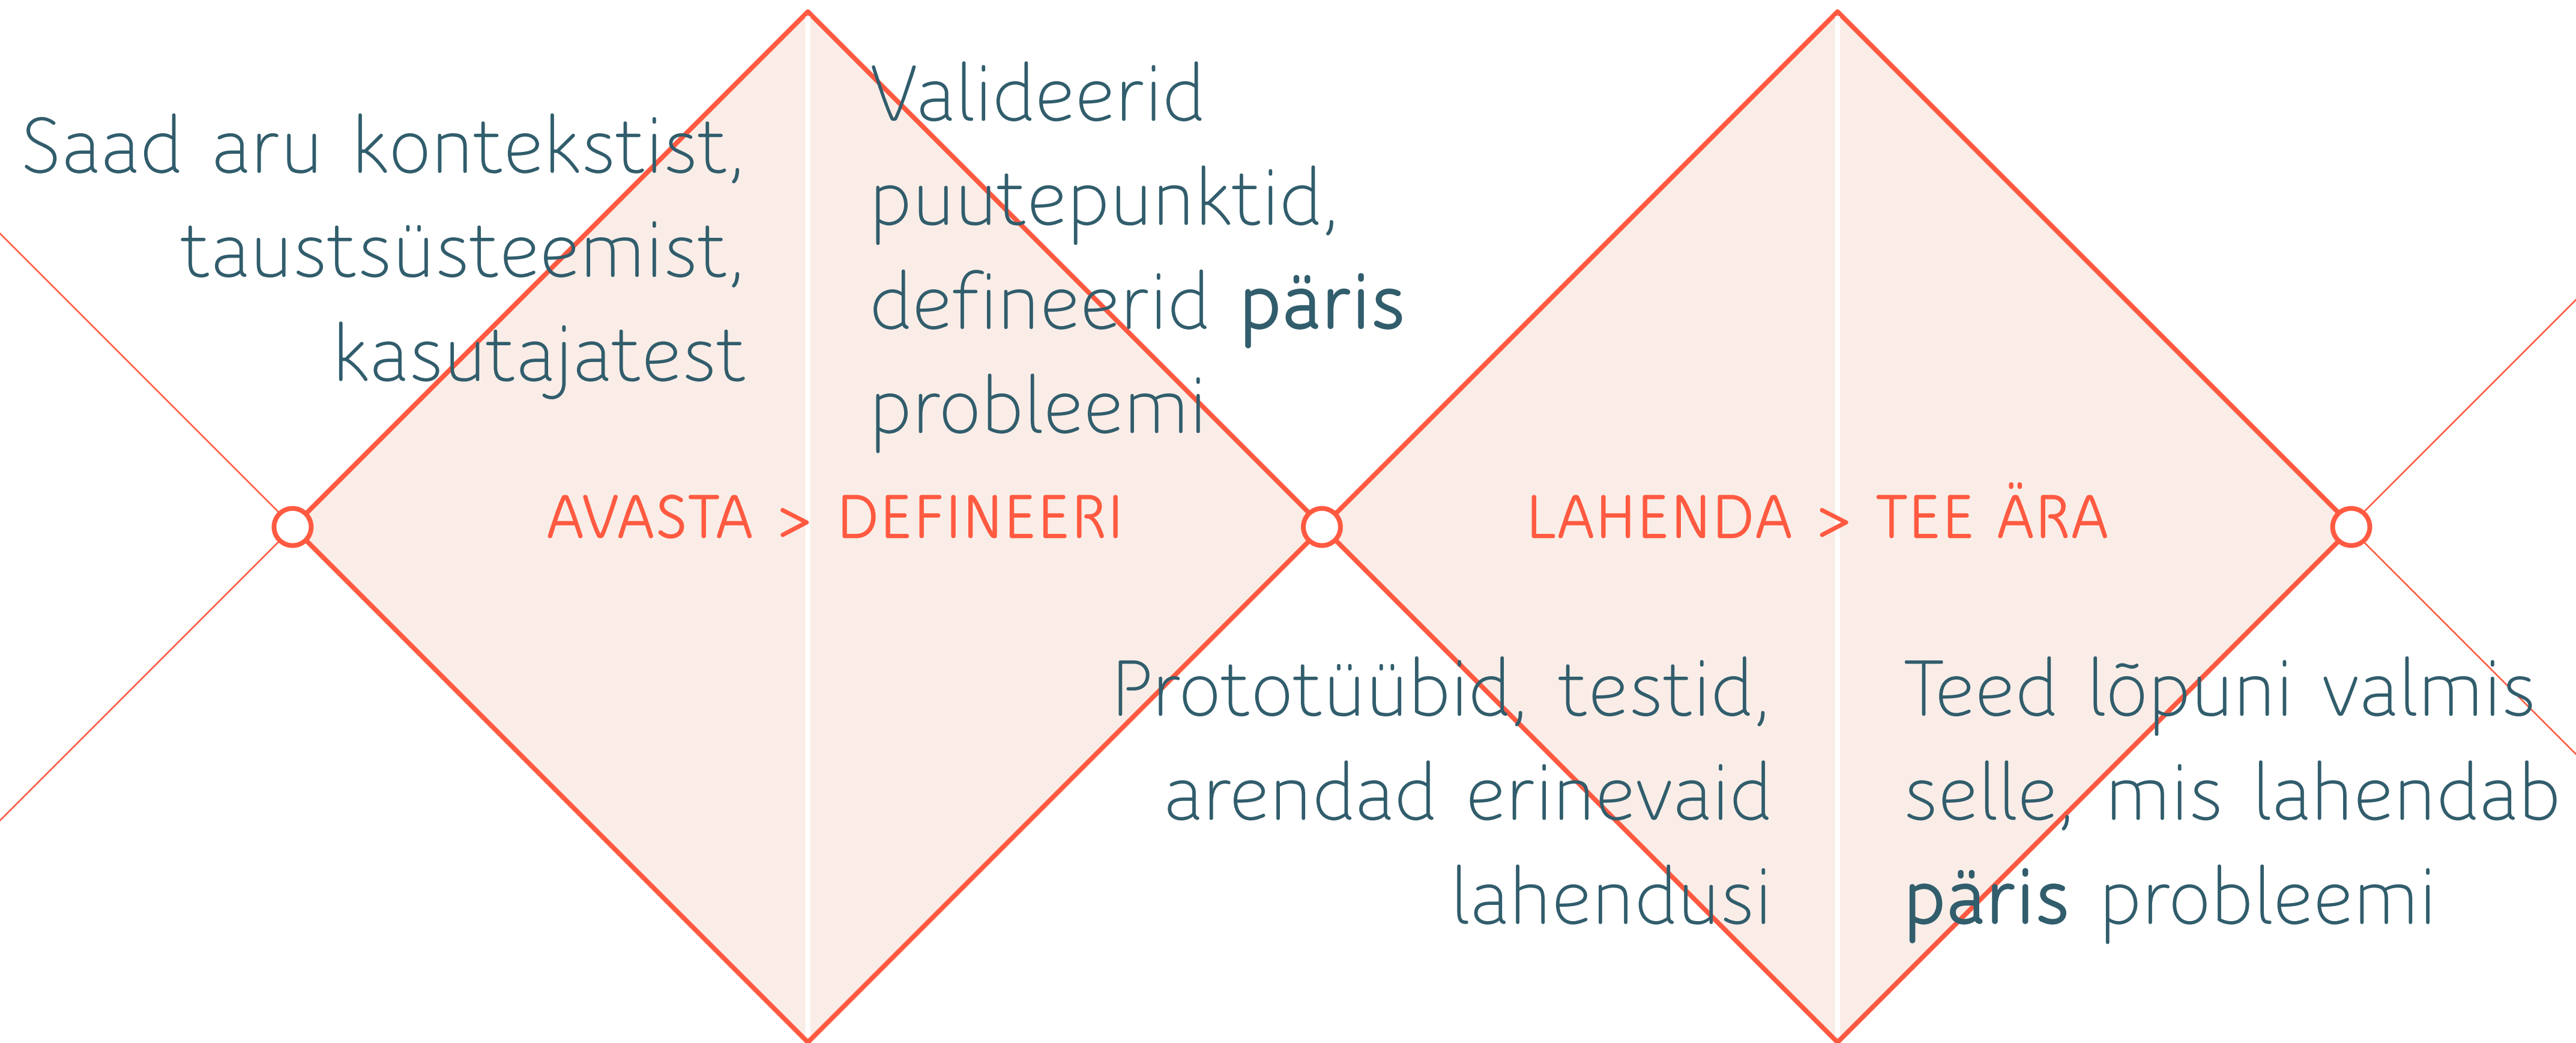 Saad aru kontekstist,
taustsüsteemist,
kasutajatest
Valideerid
puutepunktid,
defineerid päris
probleemi
AVASTA > DEFINEERI
LAHENDA > TEE ÄRA
Prototüübid, testid,
arendad erinevaid
lahendusi
Teed lõpuni valmis
selle, mis lahendab
päris probleemi